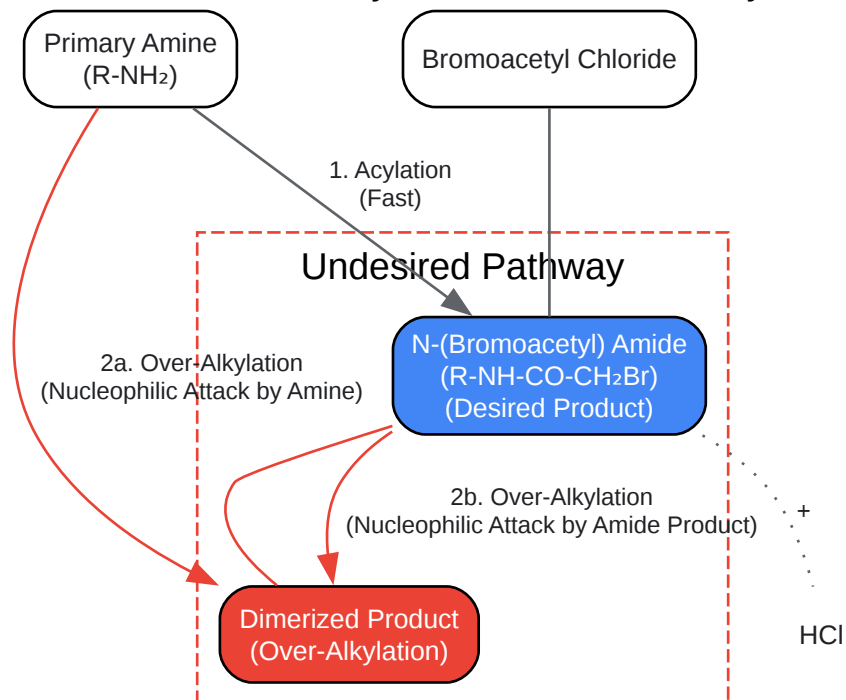 Primary Amine
(R-NH₂)
Bromoacetyl Chloride
1. Acylation
(Fast)
Undesired Pathway
N-(Bromoacetyl) Amide
(R-NH-CO-CH₂Br)
(Desired Product)
2a. Over-Alkylation
(Nucleophilic Attack by Amine)
2b. Over-Alkylation
(Nucleophilic Attack by Amide Product)
+
Dimerized Product
(Over-Alkylation)
HCl